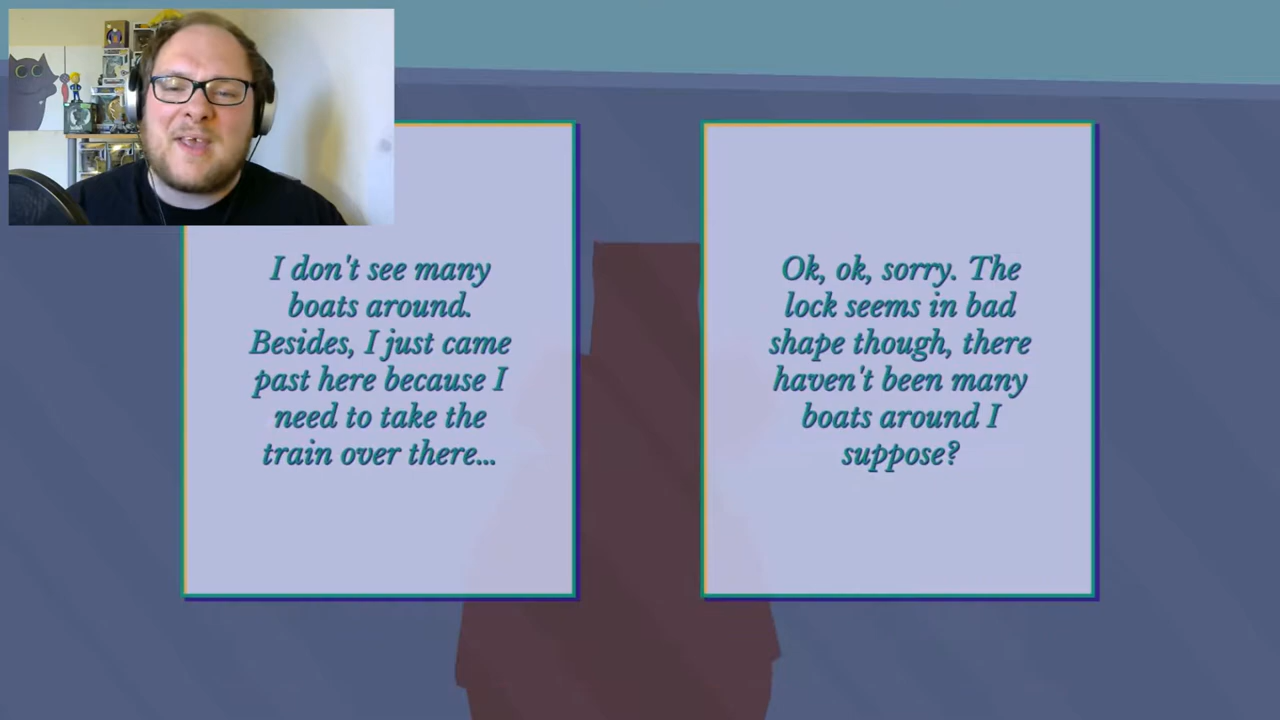 I don't see many
boats around.
Besides, I just came
past here because I
need to take the
train over there...
Ok, ok, sorry. The
lock seems in bad
shape though, there
haven't been many
boats around I
suppose?